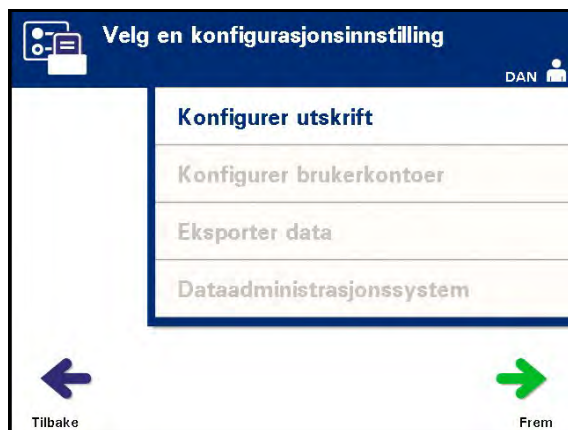 Velg en konfigurasjonsinnstilling
DAN
Konfigurer utskrift
Konfigurer brukerkontoer
Eksporter data
Dataadministrasjonssystem
Tilbake
Frem